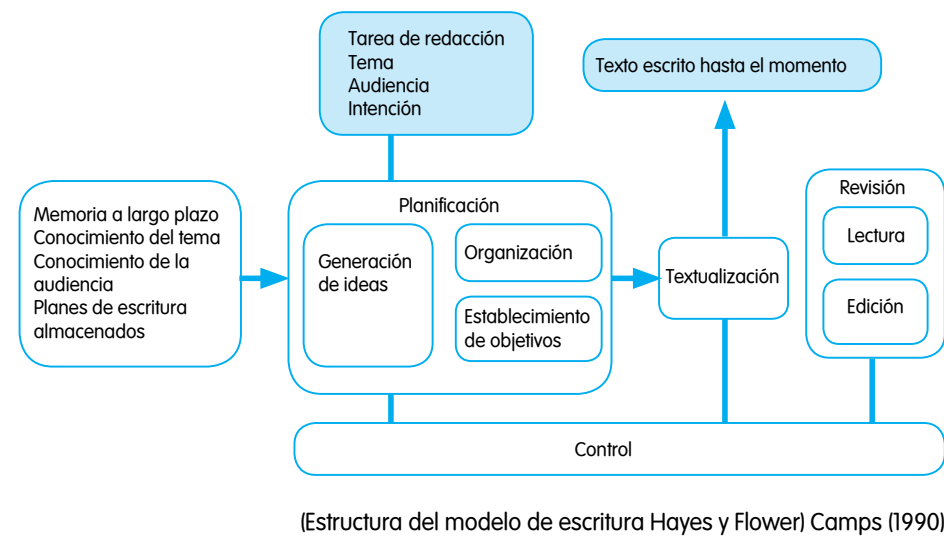 Tarea de redacción
Tema
Audiencia
Intención
Texto escrito hasta el momento
Memoria a largo plazo
Conocimiento del tema
Conocimiento de la
audiencia
Planes de escritura
almacenados
Planificación
Generación
de ideas
Organización
Establecimiento
de objetivos
Textualización
Revisión
Lectura
Edición
Control
(Estructura del modelo de escritura Hayes y Flower) Camps (1990)